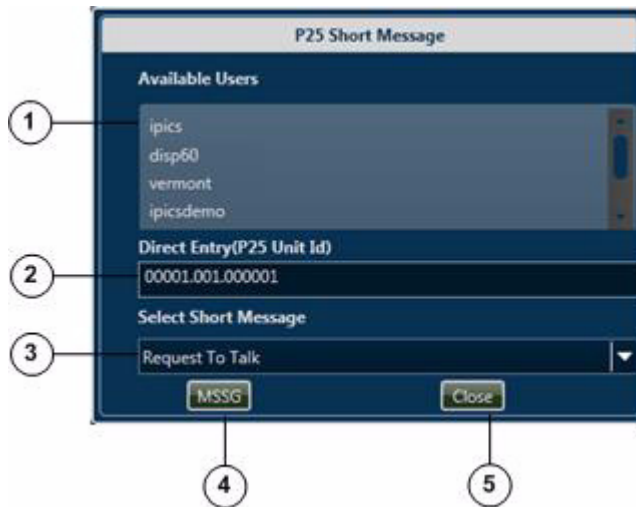 P25 Short Message
Available Users
1
ipics
disp60
vermont
ipicsdemo
Direct Entry(P25 Unit Id)
2
00001.001.000001
Select Short Message
3
Request To Talk
MSSG
Close
4
5